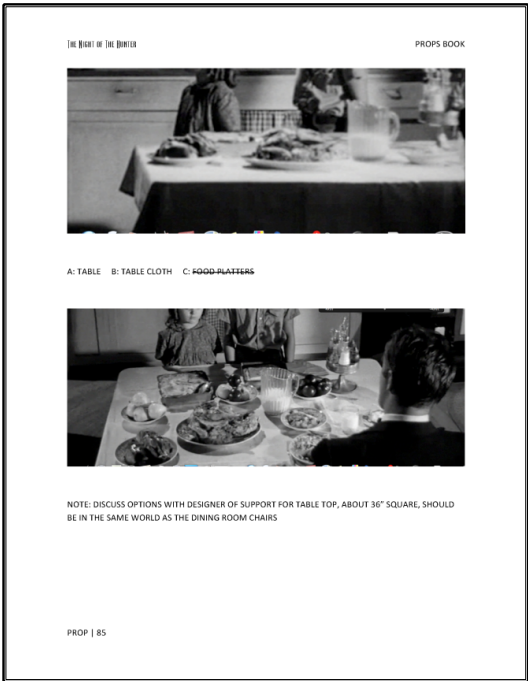 THE NIGHT OF THE HUNTER
PROPS BOOK
A: TABLE B: TABLE CLOTH C: FOOD PLATTERS
NOTE: DISCUSS OPTIONS WITH DESIGNER OF SUPPORT FOR TABLE TOP, ABOUT 36" SQUARE, SHOULD
BE IN THE SAME WORLD AS THE DINING ROOM CHAIRS
PROP | 85